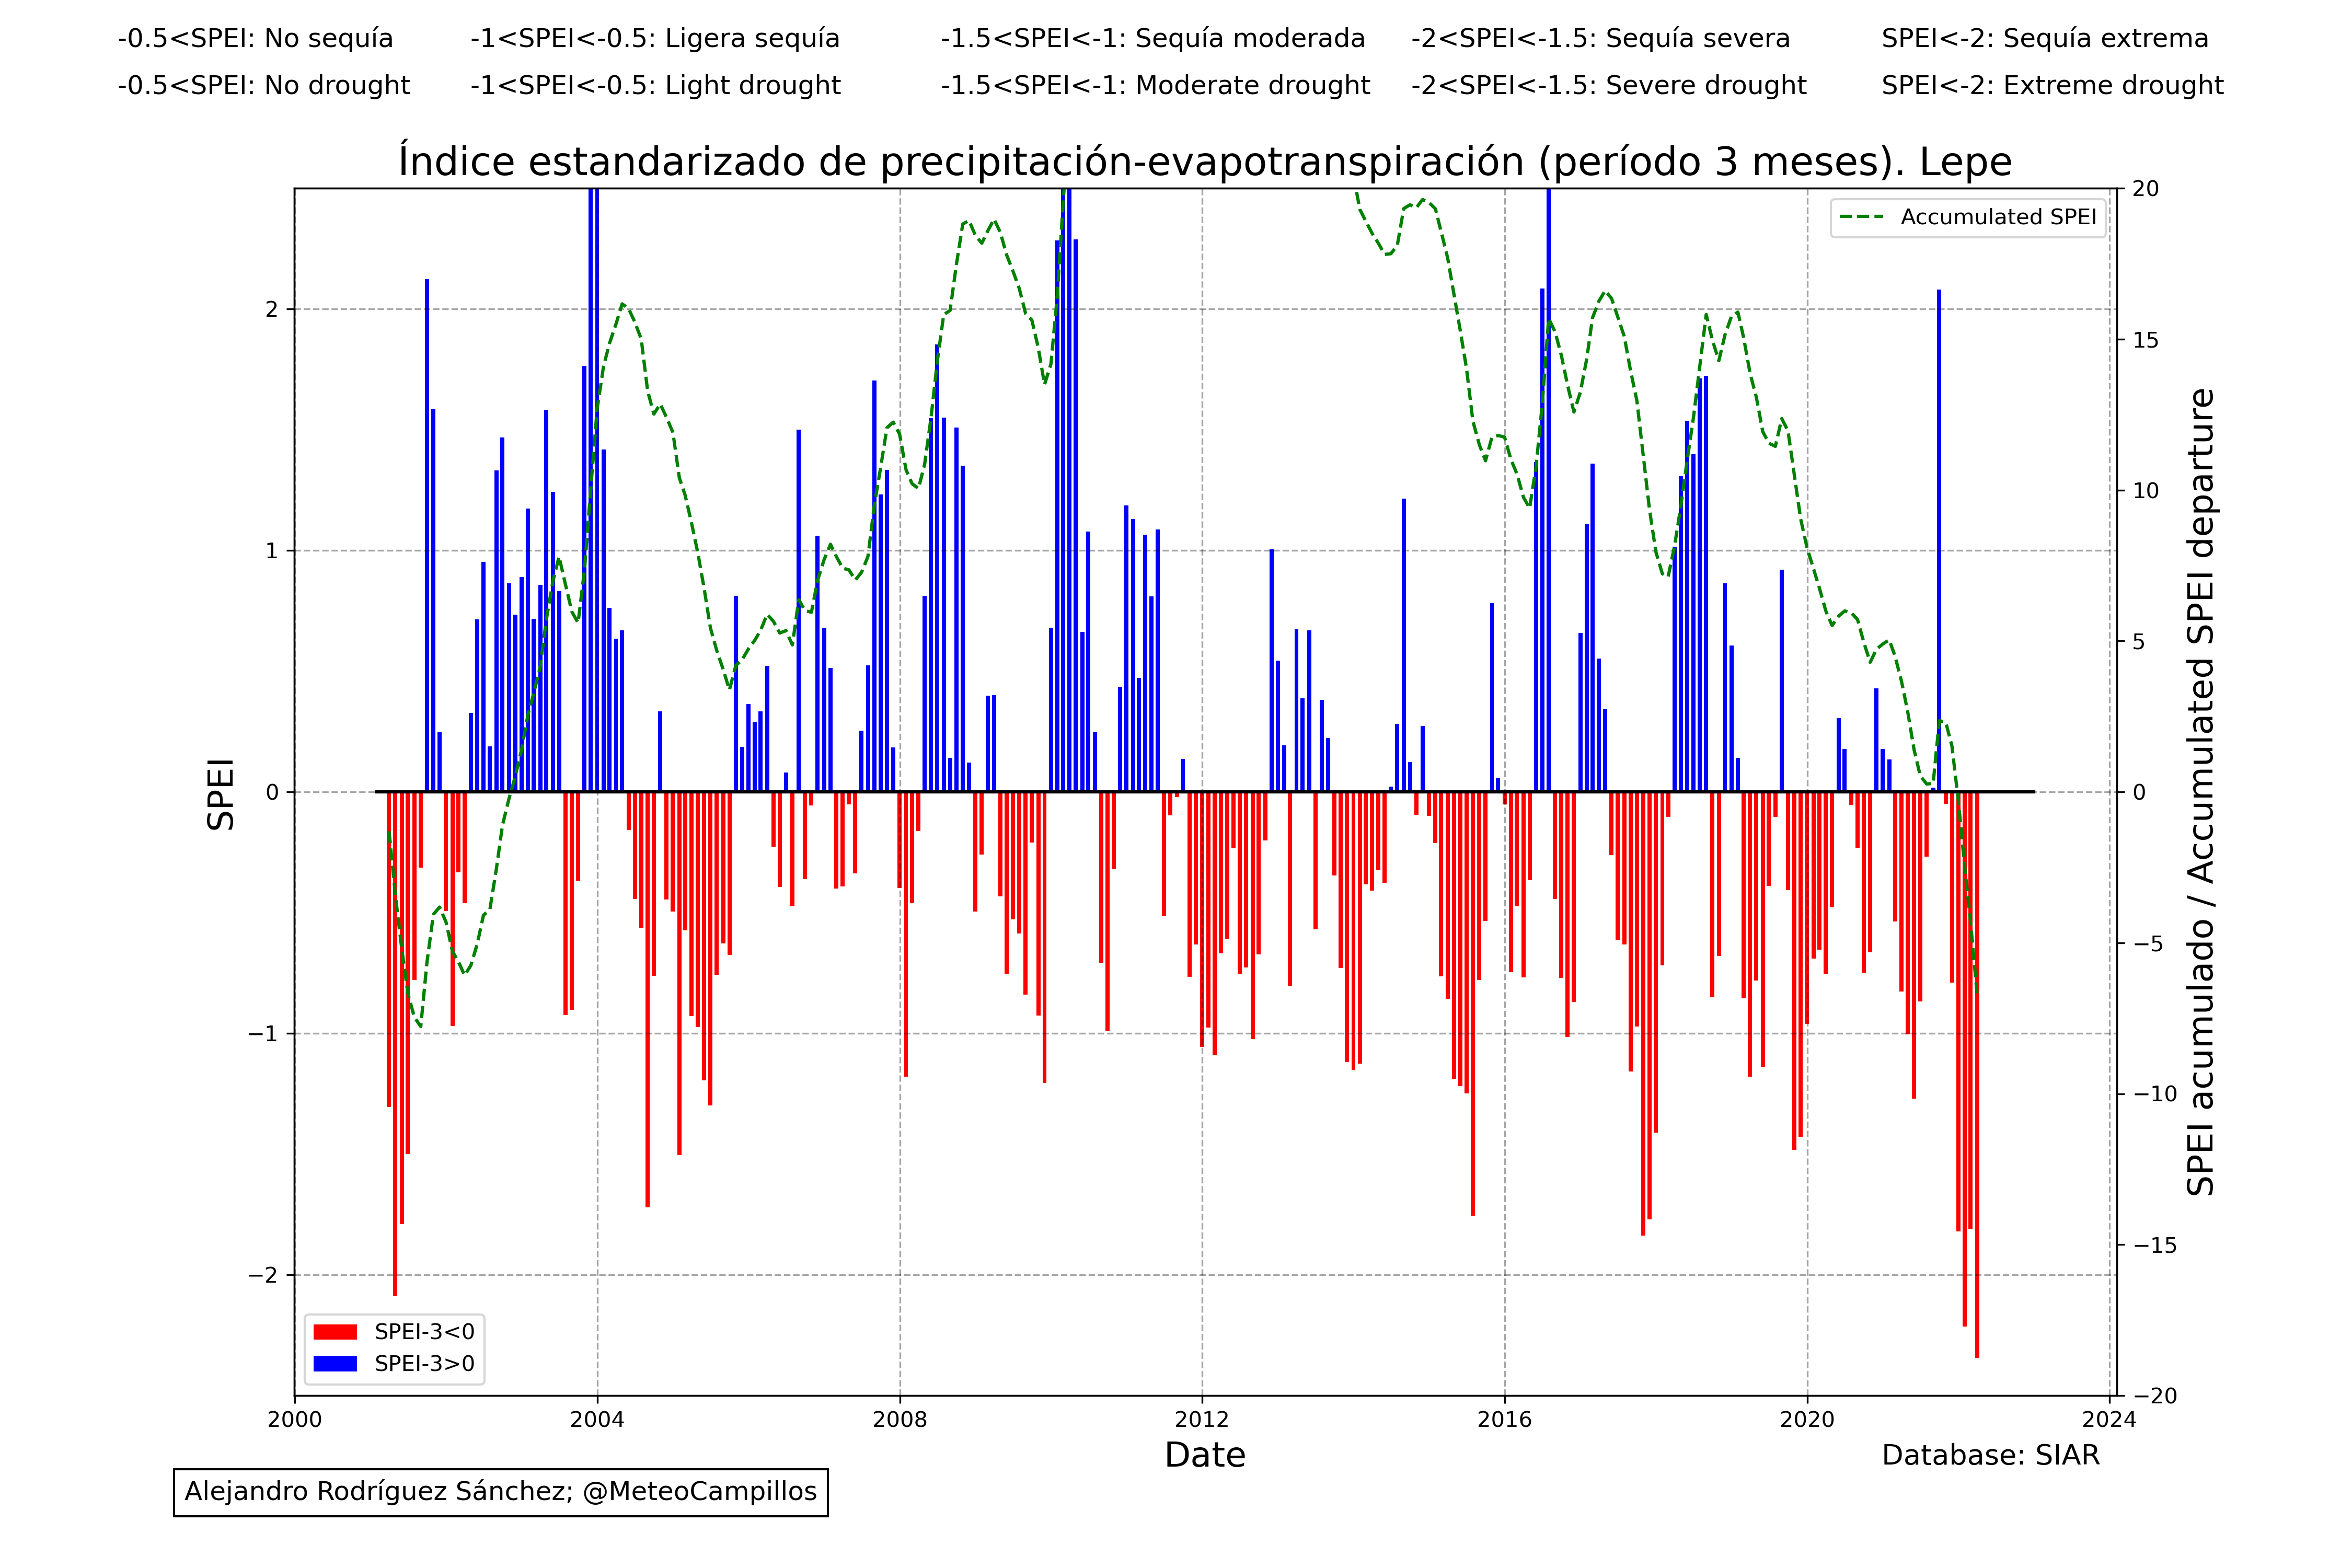 -0.5<SPEI: No sequía -1<SPEI<-0.5: Ligera sequía -1.5<SPEI<-1: Sequía moderada -2<SPEI<-1.5: Sequía severa SPEI<-2: Sequía extrema
-0.5<SPEI: No drought -1<SPEI<-0.5: Light drought -1.5<SPEI<-1: Moderate drought -2<SPEI<-1.5: Severe drought SPEI<-2: Extreme drought
Índice estandarizado de precipitación-evapotranspiración (período 3 meses). Lepe
Accumulated SPEI
2
1
0
−1
−2
SPEI
20
15
10
5
0
−5
−10
−15
−20
SPEI acumulado / Accumulated SPEI departure
SPEI-3<0
SPEI-3>0
2000 2004 2008 2012 2016 2020 2024
Date
Database: SIAR
Alejandro Rodríguez Sánchez; @MeteoCampillos